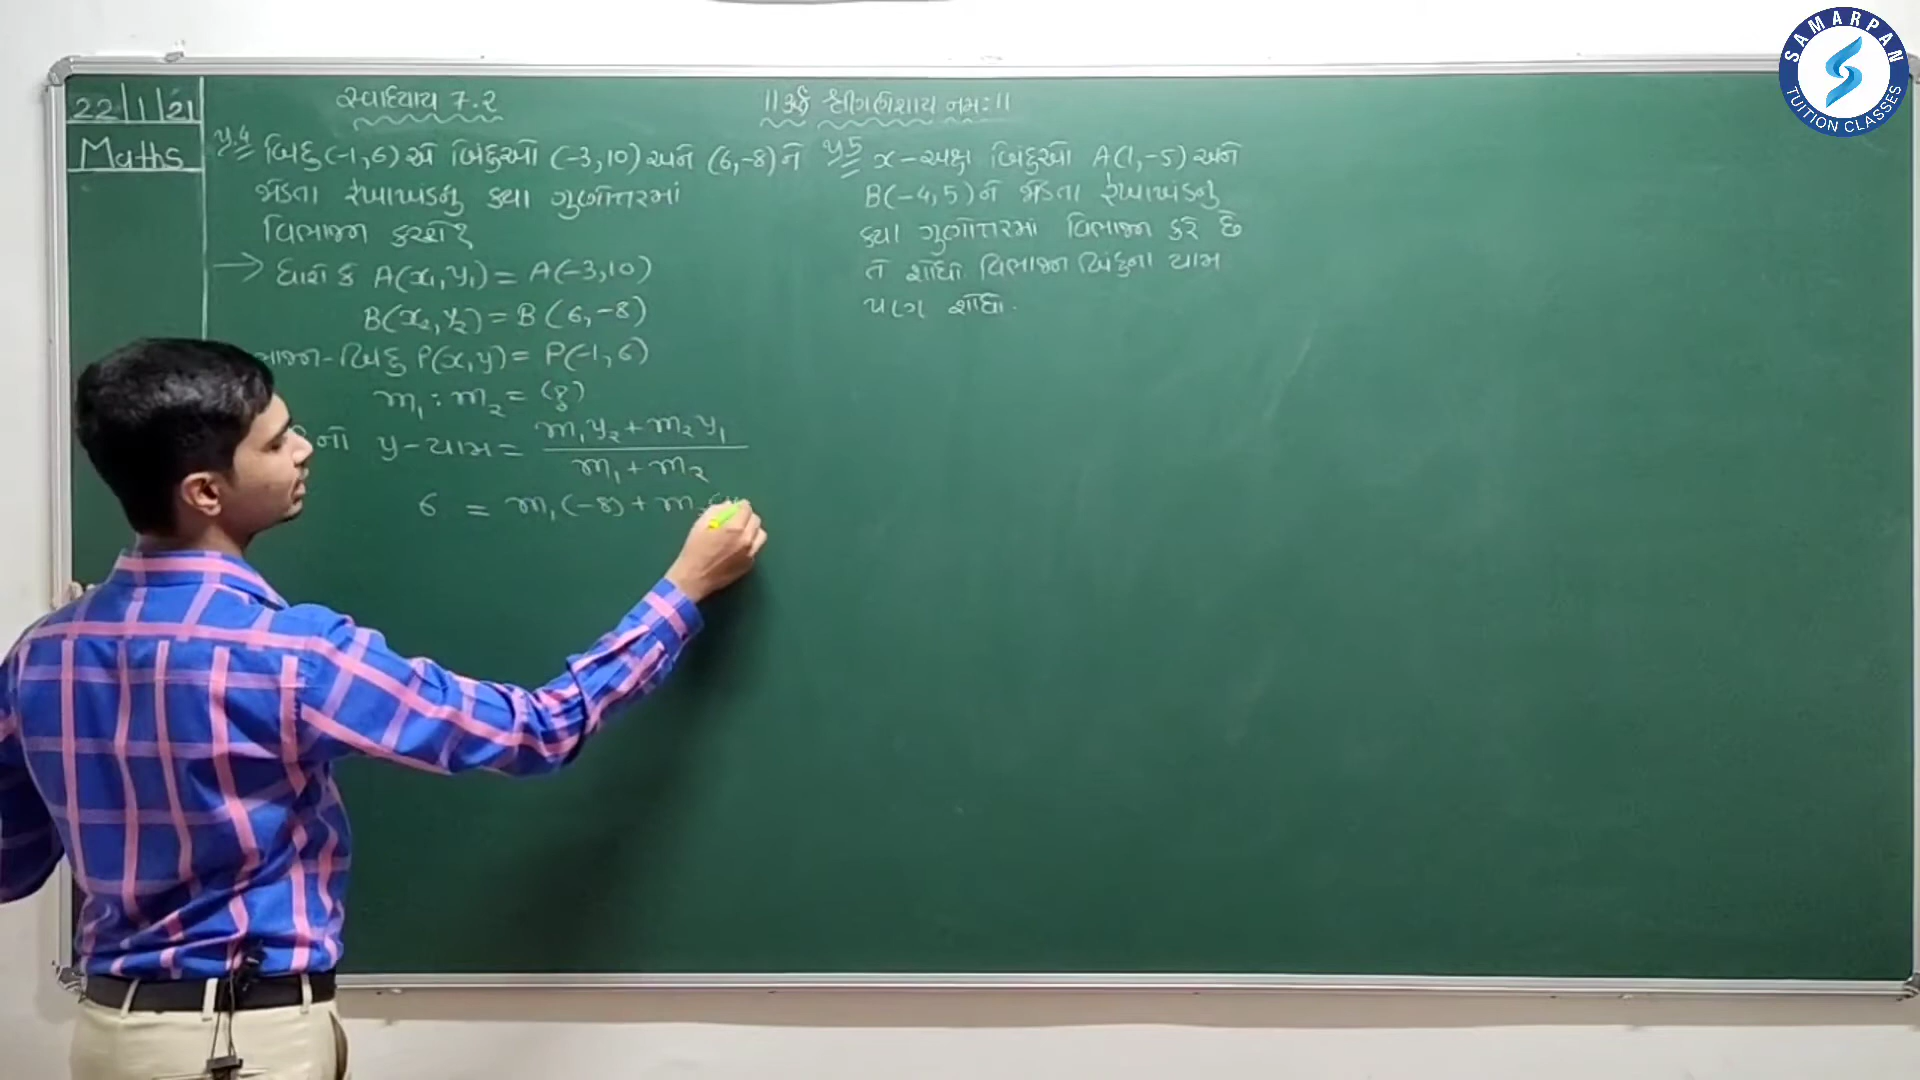 22/1/21
Maths
સ્વાધ્યાય 7.2
॥ૐ શ્રીગણેશાય નમઃ॥
પ્ર.4 બિંદુ (-1,6) એ બિંદુઓ (-3,10) અને (6,-8) ને
જોડતા રેખાખંડનું કયા ગુણોત્તરમાં
વિભાજન કરશે?
→ ધારો કે A(x₁,y₁) = A(-3,10)
B(x₂,y₂) = B(6,-8)
ભાજન-બિંદુ P(x,y) = P(-1,6)
m₁ : m₂ = (?)
નો y-યામ = m₁y₂ + m₂y₁
m₁ + m₂
6 = m₁(-8) + m
પ્ર.5 x-અક્ષ બિંદુઓ A(1,-5) અને
B(-4,5) ને જોડતા રેખાખંડનું
કયા ગુણોત્તરમાં વિભાજન કરે છે
તે શોધો વિભાજન બિંદુના યામ
પણ શોધો.
SAMARPAN
TUITION CLASSES